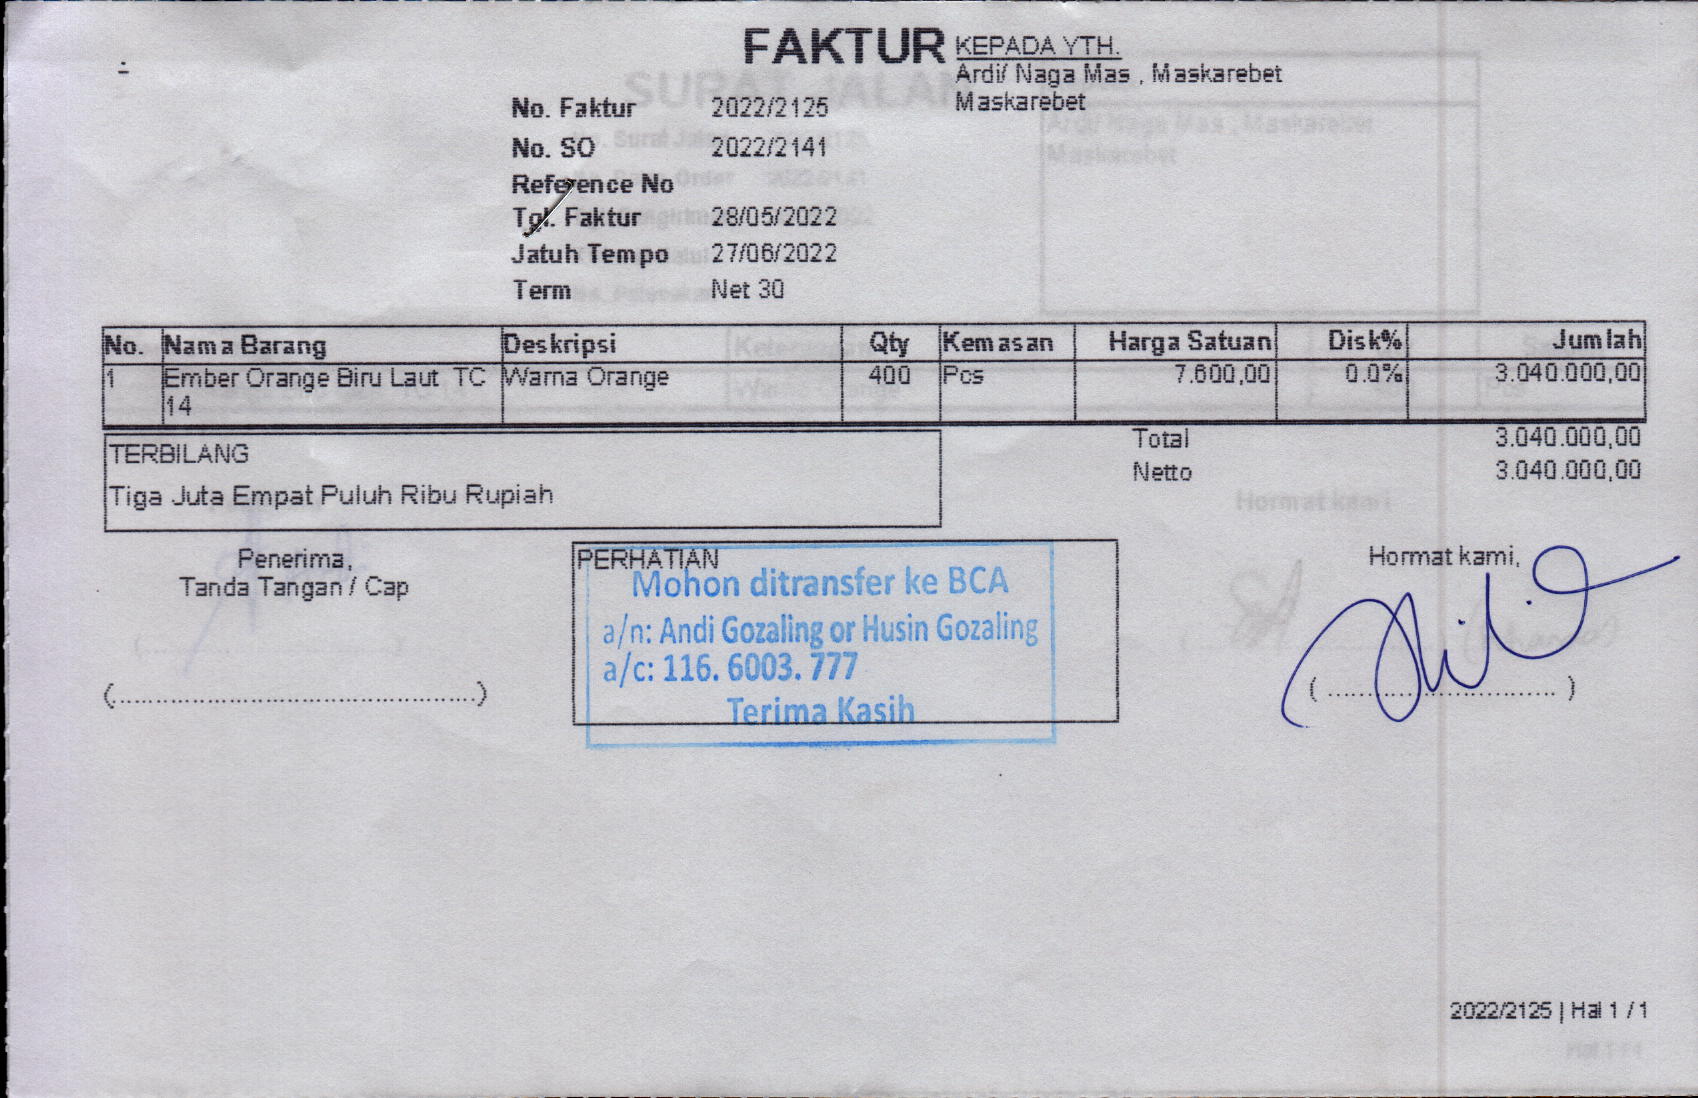 FAKTUR
KEPADA YTH.
Ardi/ Naga Mas , Maskarebet
Maskarebet
No. Faktur 2022/2125
No. SO 2022/2141
Reference No
Tgl. Faktur 28/05/2022
Jatuh Tempo 27/06/2022
Term Net 30
No. Nama Barang Deskripsi Qty Kemasan Harga Satuan Disk% Jumlah
1 Ember Orange Biru Laut TC Warna Orange 400 Pcs 7.600,00 0.0% 3.040.000,00
14
Total 3.040.000,00
Netto 3.040.000,00
TERBILANG
Tiga Juta Empat Puluh Ribu Rupiah
Penerima,
Tanda Tangan / Cap
(................................................)
PERHATIAN
Mohon ditransfer ke BCA
a/n: Andi Gozaling or Husin Gozaling
a/c: 116. 6003. 777
Terima Kasih
Hormat kami,
( .............................. )
2022/2125 | Hal 1 / 1